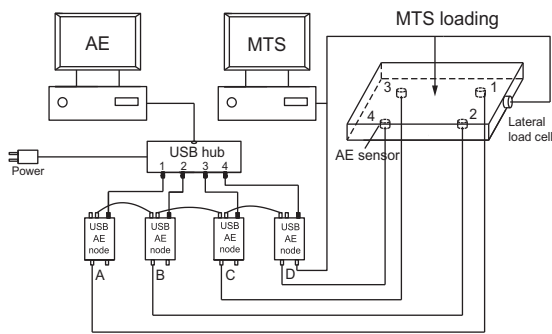 AE
MTS
MTS loading
3
1
4
2
Lateral
load cell
AE sensor
USB hub
1 2 3 4
Power
USB
AE
node
USB
AE
node
USB
AE
node
USB
AE
node
A
B
C
D